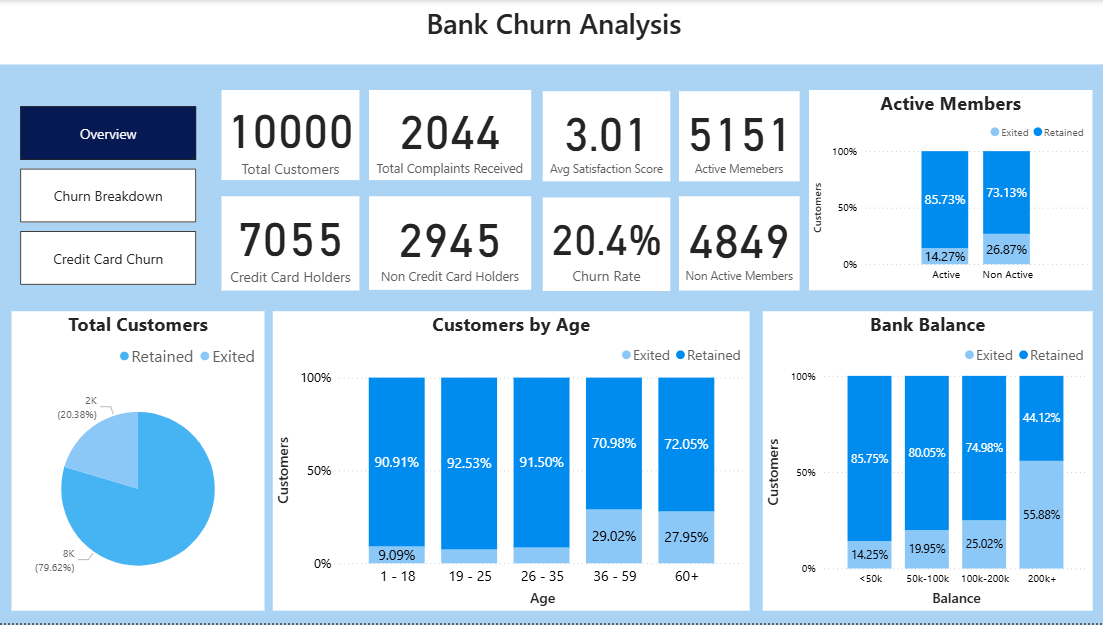 Bank Churn Analysis
Overview
Churn Breakdown
Credit Card Churn
10000
Total Customers
2044
Total Complaints Received
3.01
Avg Satisfaction Score
5151
Active Memebers
7055
Credit Card Holders
2945
Non Credit Card Holders
20.4%
Churn Rate
4849
Non Active Members
Active Members
Exited Retained
100%
50%
0%
Customers
85.73%
14.27%
73.13%
26.87%
Active Non Active
Total Customers
Retained Exited
2K
(20.38%)
8K
(79.62%)
Customers by Age
Exited Retained
100%
50%
0%
Customers
90.91%
9.09%
92.53%
91.50%
70.98%
29.02%
72.05%
27.95%
1 - 18 19 - 25 26 - 35 36 - 59 60+
Age
Bank Balance
Exited Retained
100%
50%
0%
Customers
85.75%
14.25%
80.05%
19.95%
74.98%
25.02%
44.12%
55.88%
<50k 50k-100k 100k-200k 200k+
Balance